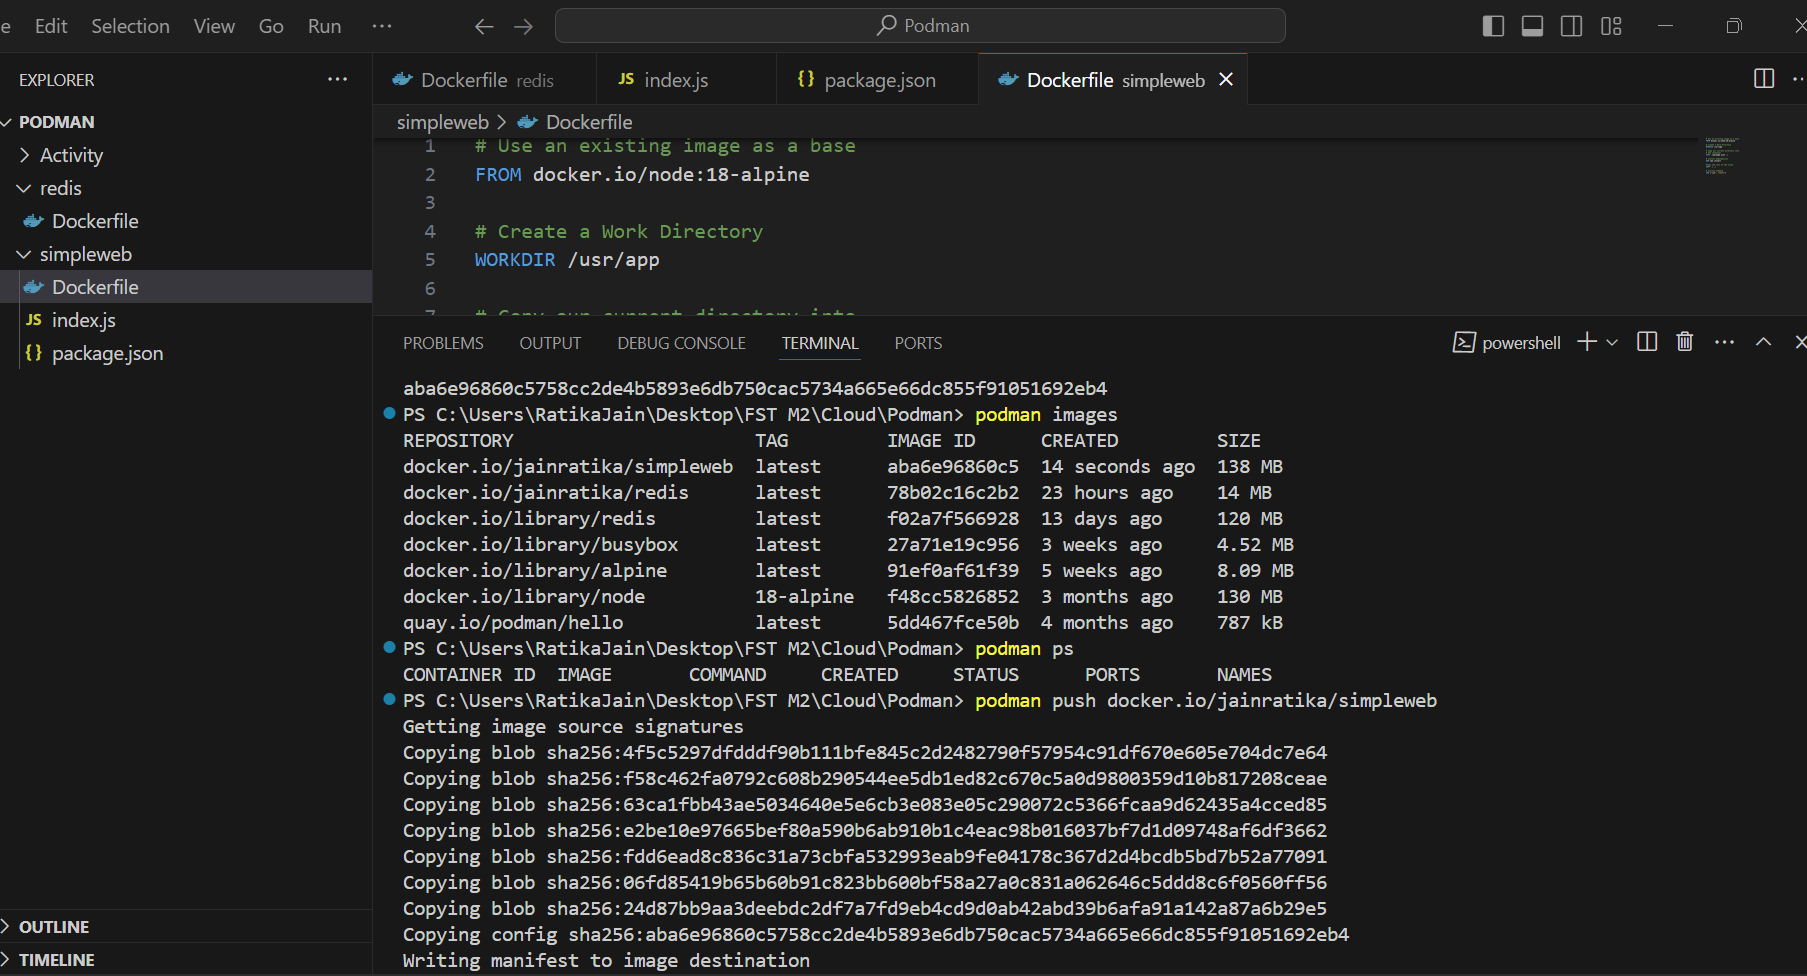 e Edit Selection View Go Run ··· Podman
EXPLORER ···
PODMAN
Activity
redis
Dockerfile
simpleweb
Dockerfile
JS index.js
{} package.json
OUTLINE
TIMELINE
Dockerfile redis JS index.js {} package.json Dockerfile simpleweb
simpleweb > Dockerfile
1 # Use an existing image as a base
2 FROM docker.io/node:18-alpine
3
4 # Create a Work Directory
5 WORKDIR /usr/app
6
7 # Copy our current directory into
PROBLEMS OUTPUT DEBUG CONSOLE TERMINAL PORTS powershell
aba6e96860c5758cc2de4b5893e6db750cac5734a665e66dc855f91051692eb4
PS C:\Users\RatikaJain\Desktop\FST M2\Cloud\Podman> podman images
REPOSITORY TAG IMAGE ID CREATED SIZE
docker.io/jainratika/simpleweb latest aba6e96860c5 14 seconds ago 138 MB
docker.io/jainratika/redis latest 78b02c16c2b2 23 hours ago 14 MB
docker.io/library/redis latest f02a7f566928 13 days ago 120 MB
docker.io/library/busybox latest 27a71e19c956 3 weeks ago 4.52 MB
docker.io/library/alpine latest 91ef0af61f39 5 weeks ago 8.09 MB
docker.io/library/node 18-alpine f48cc5826852 3 months ago 130 MB
quay.io/podman/hello latest 5dd467fce50b 4 months ago 787 kB
PS C:\Users\RatikaJain\Desktop\FST M2\Cloud\Podman> podman ps
CONTAINER ID IMAGE COMMAND CREATED STATUS PORTS NAMES
PS C:\Users\RatikaJain\Desktop\FST M2\Cloud\Podman> podman push docker.io/jainratika/simpleweb
Getting image source signatures
Copying blob sha256:4f5c5297dfdddf90b111bfe845c2d2482790f57954c91df670e605e704dc7e64
Copying blob sha256:f58c462fa0792c608b290544ee5db1ed82c670c5a0d9800359d10b817208ceae
Copying blob sha256:63ca1fbb43ae5034640e5e6cb3e083e05c290072c5366fcaa9d62435a4cced85
Copying blob sha256:e2be10e97665bef80a590b6ab910b1c4eac98b016037bf7d1d09748af6df3662
Copying blob sha256:fdd6ead8c836c31a73cbfa532993eab9fe04178c367d2d4bcdb5bd7b52a77091
Copying blob sha256:06fd85419b65b60b91c823bb600bf58a27a0c831a062646c5ddd8c6f0560ff56
Copying blob sha256:24d87bb9aa3deebdc2df7a7fd9eb4cd9d0ab42abd39b6afa91a142a87a6b29e5
Copying config sha256:aba6e96860c5758cc2de4b5893e6db750cac5734a665e66dc855f91051692eb4
Writing manifest to image destination